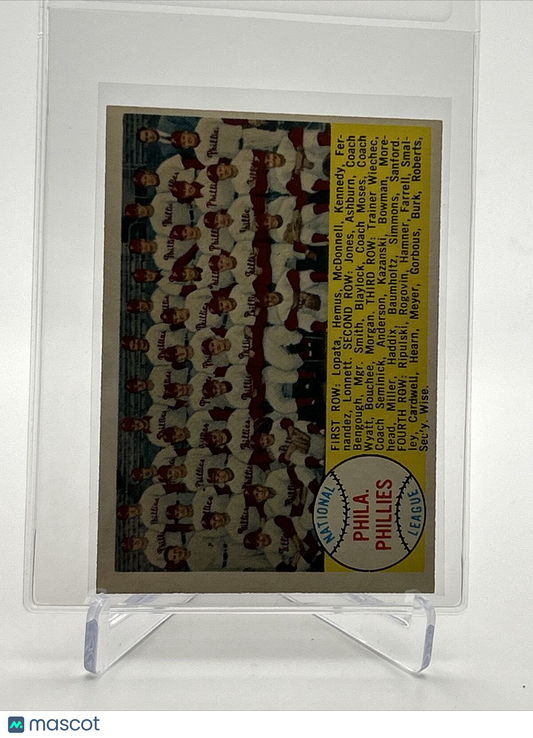 NATIONAL
PHILA.
PHILLIES
LEAGUE
FIRST ROW: Lopata, Hemus, McDonnell, Kennedy, Fer-
nandez, Lonnett. SECOND ROW: Jones, Ashburn, Coach
Bengough, Mgr. Smith, Blaylock, Coach Moses, Coach
Wyatt, Bouchee, Morgan. THIRD ROW: Trainer Wiechec,
Coach Seminick, Anderson, Kazanski, Bowman, More-
head, Miller, Haddix, Baumholtz, Simmons, Sanford.
FOURTH ROW: Ripulski, Rogovin, Hamner, Farrell, Smal-
ley, Cardwell, Hearn, Meyer, Gorbous, Burk, Roberts,
Sec'y. Wise.
mascot